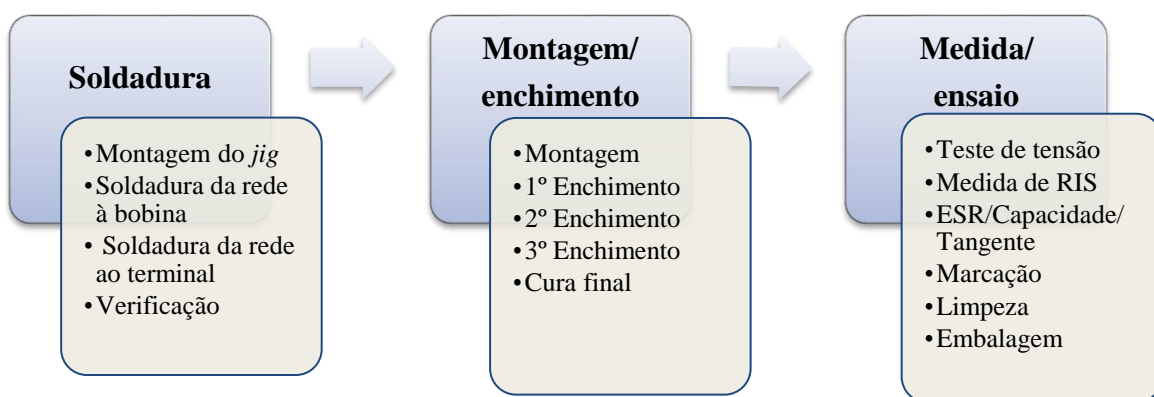 Soldadura
•Montagem do jig
•Soldadura da rede
à bobina
• Soldadura da rede
ao terminal
•Verificação
Montagem/
enchimento
•Montagem
•1º Enchimento
•2º Enchimento
•3º Enchimento
•Cura final
Medida/
ensaio
•Teste de tensão
•Medida de RIS
•ESR/Capacidade/
Tangente
•Marcação
•Limpeza
•Embalagem